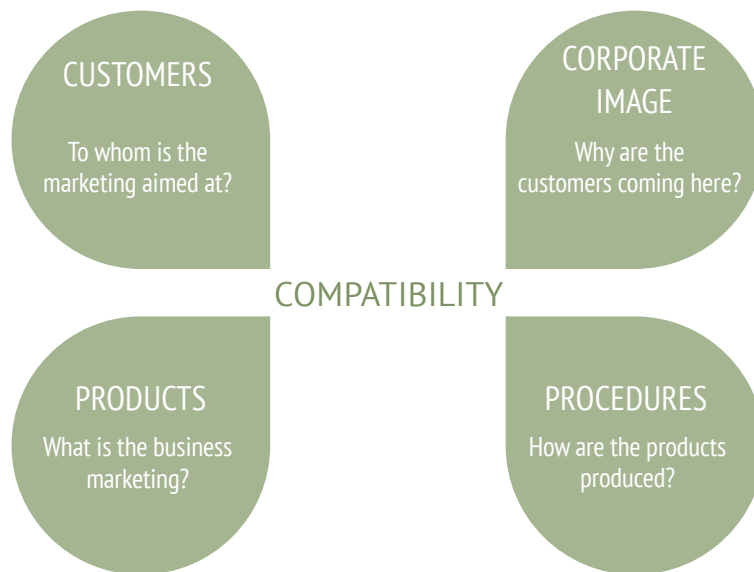 CUSTOMERS
To whom is the
marketing aimed at?
CORPORATE
IMAGE
Why are the
customers coming here?
COMPATIBILITY
PRODUCTS
What is the business
marketing?
PROCEDURES
How are the products
produced?